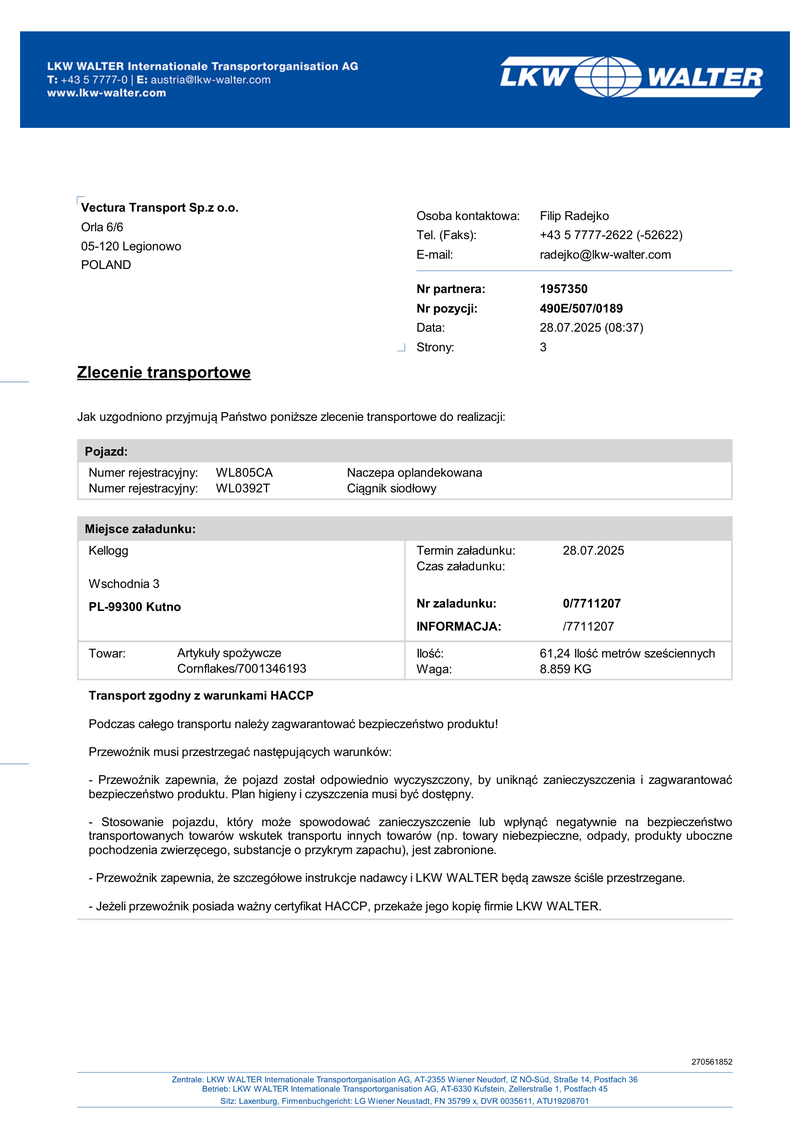 LKW WALTER Internationale Transportorganisation AG
T: +43 5 7777-0 | E: austria@lkw-walter.com
www.lkw-walter.com
LKW WALTER
Vectura Transport Sp.z o.o.
Orla 6/6
05-120 Legionowo
POLAND
Osoba kontaktowa: Filip Radejko
Tel. (Faks): +43 5 7777-2622 (-52622)
E-mail: radejko@lkw-walter.com
Nr partnera: 1957350
Nr pozycji: 490E/507/0189
Data: 28.07.2025 (08:37)
Strony: 3
Zlecenie transportowe
Jak uzgodniono przyjmują Państwo poniższe zlecenie transportowe do realizacji:
Pojazd:
Numer rejestracyjny: WL805CA Naczepa oplandekowana
Numer rejestracyjny: WL0392T Ciągnik siodłowy
Miejsce załadunku:
Kellogg
Wschodnia 3
PL-99300 Kutno
Termin załadunku: 28.07.2025
Czas załadunku:
Nr zaladunku: 0/7711207
INFORMACJA: /7711207
Towar: Artykuły spożywcze
Cornflakes/7001346193
Ilość: 61,24 Ilość metrów sześciennych
Waga: 8.859 KG
Transport zgodny z warunkami HACCP
Podczas całego transportu należy zagwarantować bezpieczeństwo produktu!
Przewoźnik musi przestrzegać następujących warunków:
- Przewoźnik zapewnia, że pojazd został odpowiednio wyczyszczony, by uniknąć zanieczyszczenia i zagwarantować
bezpieczeństwo produktu. Plan higieny i czyszczenia musi być dostępny.
- Stosowanie pojazdu, który może spowodować zanieczyszczenie lub wpłynąć negatywnie na bezpieczeństwo
transportowanych towarów wskutek transportu innych towarów (np. towary niebezpieczne, odpady, produkty uboczne
pochodzenia zwierzęcego, substancje o przykrym zapachu), jest zabronione.
- Przewoźnik zapewnia, że szczegółowe instrukcje nadawcy i LKW WALTER będą zawsze ściśle przestrzegane.
- Jeżeli przewoźnik posiada ważny certyfikat HACCP, przekaże jego kopię firmie LKW WALTER.
270561852
Zentrale: LKW WALTER Internationale Transportorganisation AG, AT-2355 Wiener Neudorf, IZ NÖ-Süd, Straße 14, Postfach 36
Betrieb: LKW WALTER Internationale Transportorganisation AG, AT-6330 Kufstein, Zellerstraße 1, Postfach 45
Sitz: Laxenburg, Firmenbuchgericht: LG Wiener Neustadt, FN 35799 x, DVR 0035611, ATU19208701